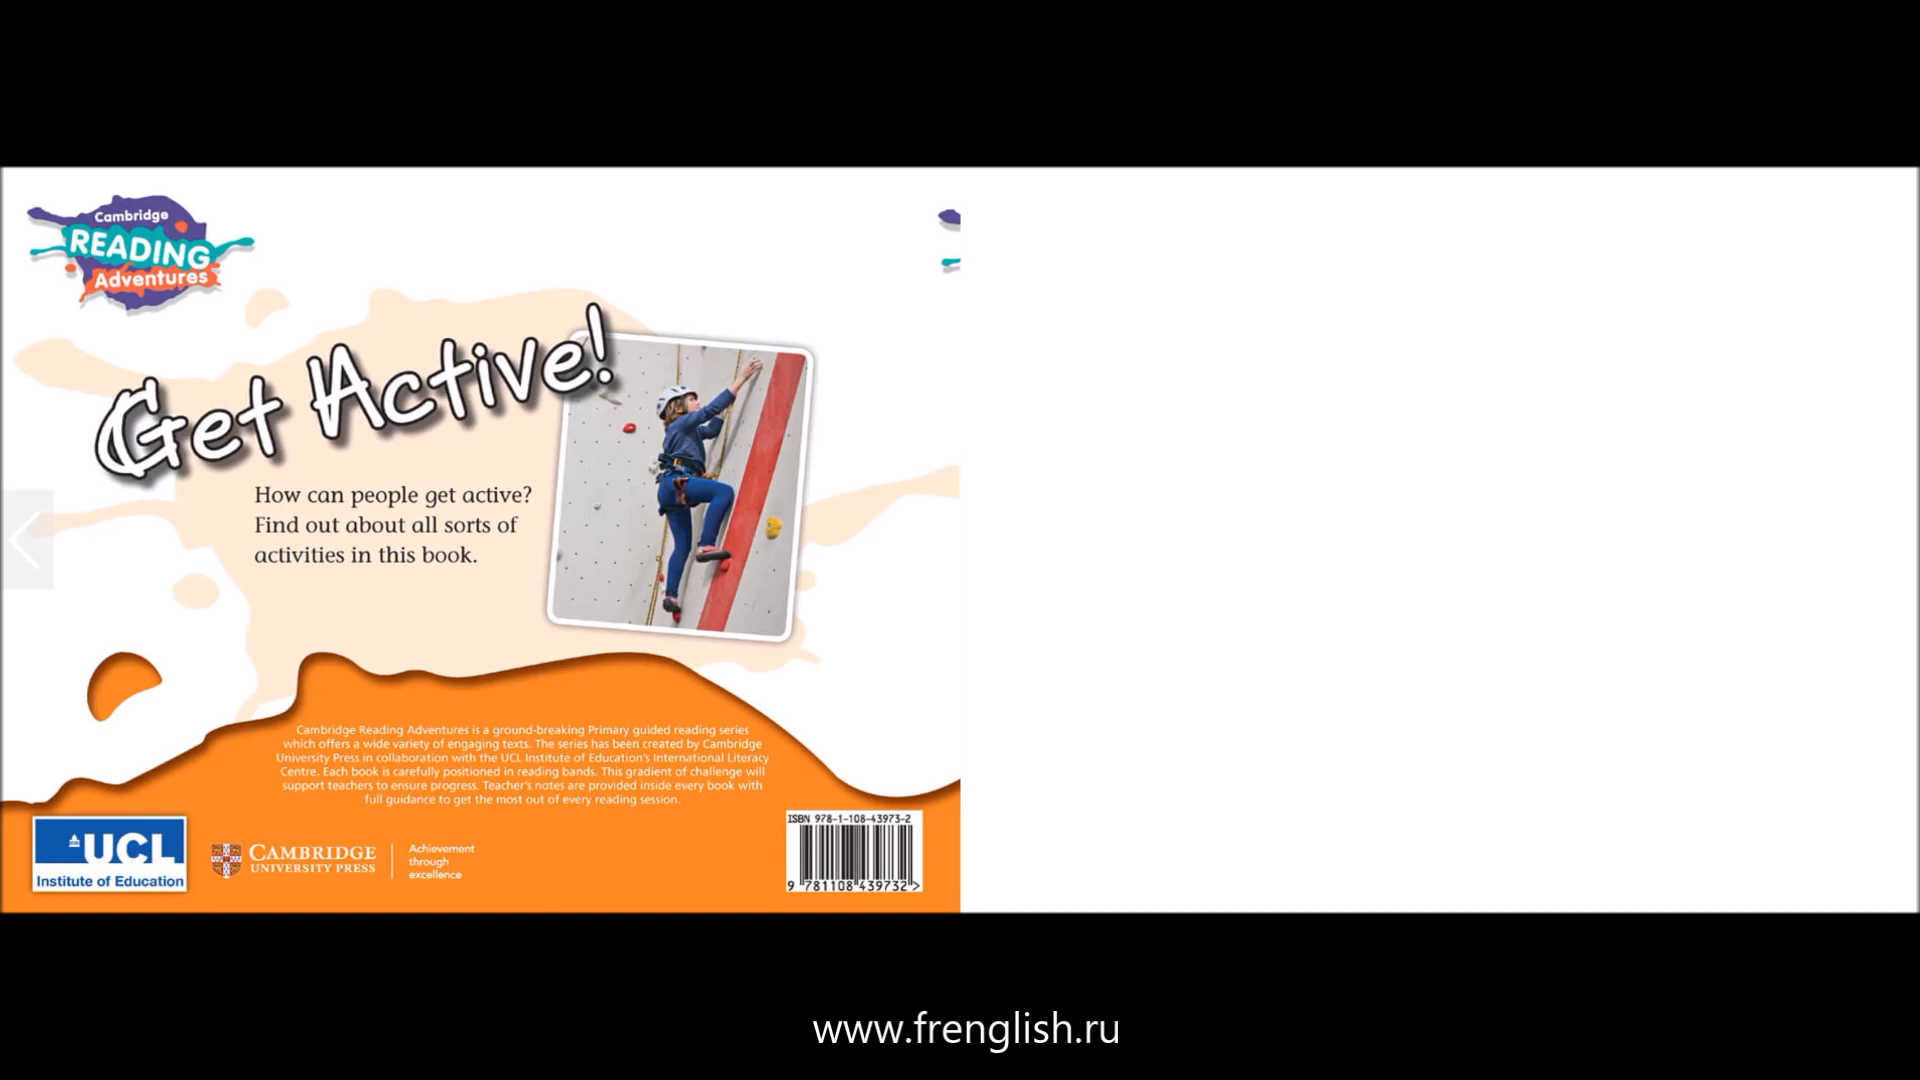 Cambridge
READING
Adventures
Get Active!
How can people get active?
Find out about all sorts of
activities in this book.
Cambridge Reading Adventures is a ground-breaking Primary guided reading series
which offers a wide variety of engaging texts. The series has been created by Cambridge
University Press in collaboration with the UCL Institute of Education's International Literacy
Centre. Each book is carefully positioned in reading bands. This gradient of challenge will
support teachers to ensure progress. Teacher's notes are provided inside every book with
full guidance to get the most out of every reading session.
UCL
Institute of Education
CAMBRIDGE
UNIVERSITY PRESS
Achievement
through
excellence
ISBN 978-1-108-43973-2
9 781108 439732 >
www.frenglish.ru